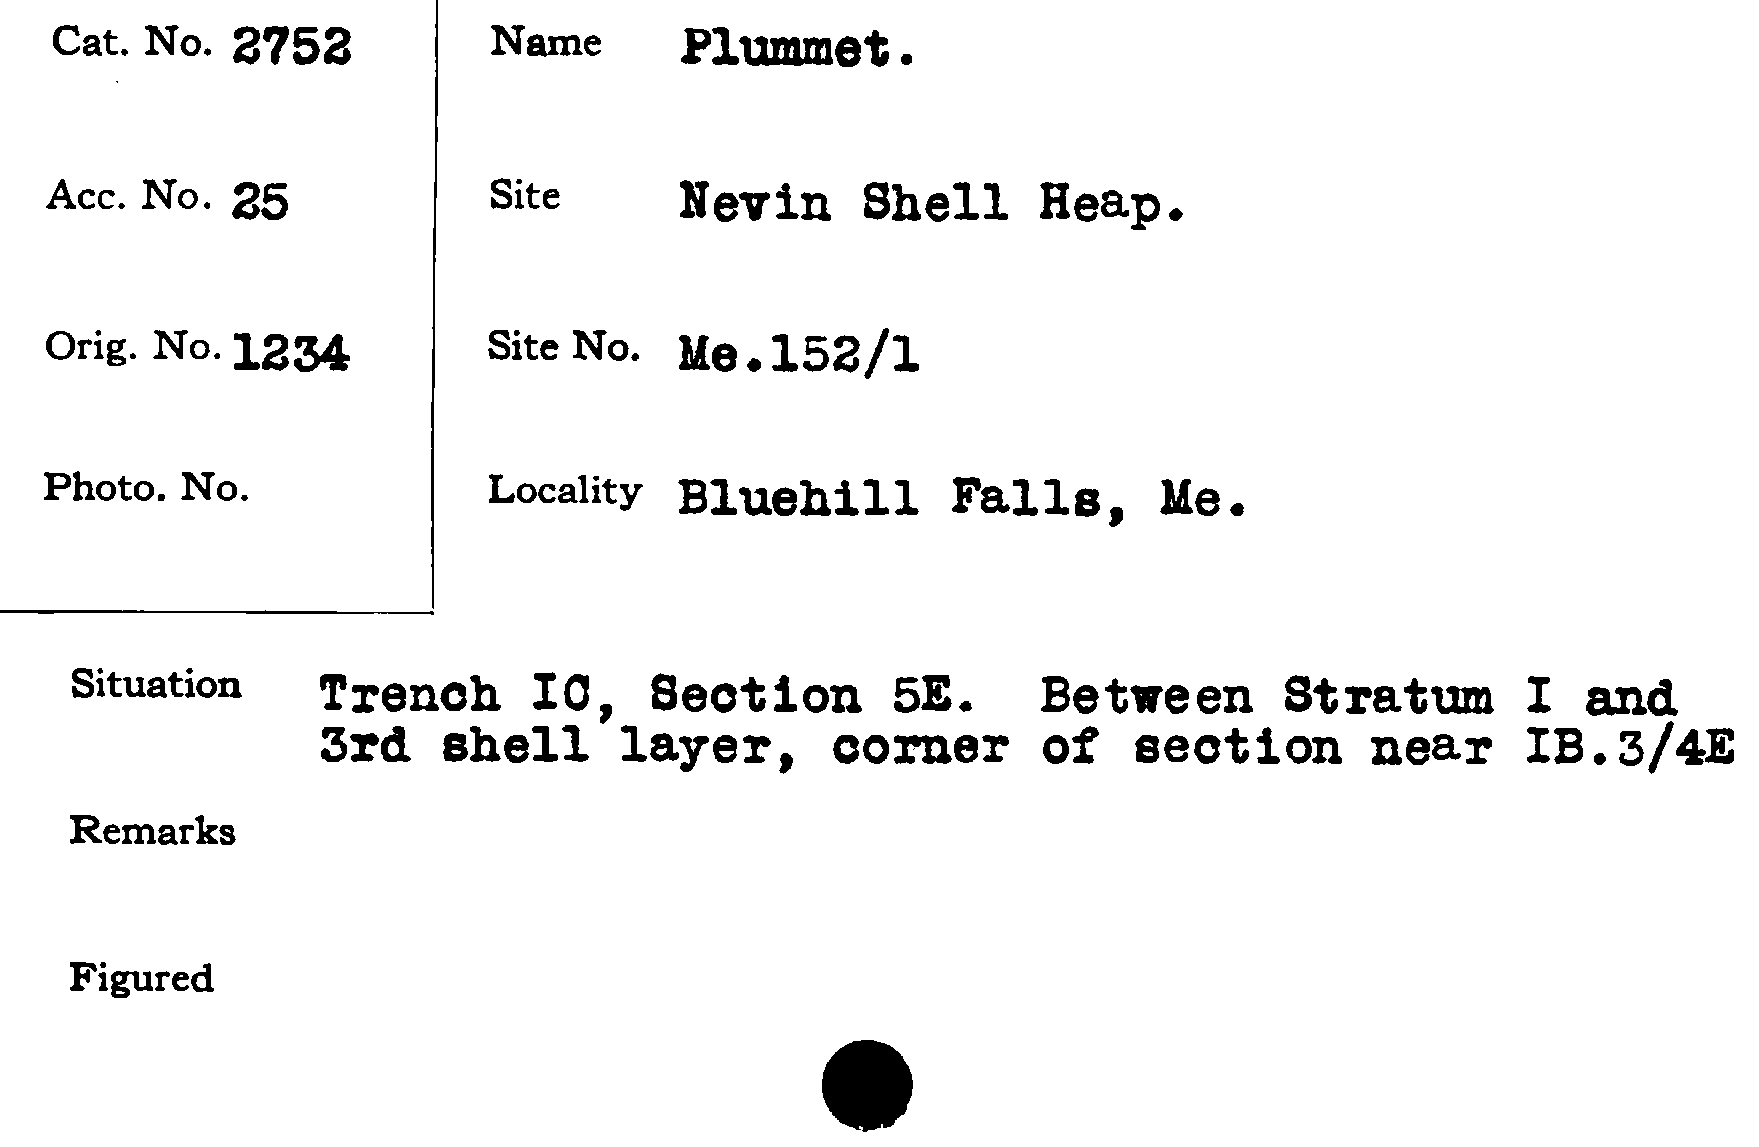 Cat. No. 2752
Acc. No. 25
Orig. No. 1234
Photo. No.
Name Plummet.
Site Nevin Shell Heap.
Site No. Me.152/1
Locality Bluehill Falls, Me.
Situation Trench IC, Section 5E. Between Stratum I and
3rd shell layer, corner of section near IB.3/4E
Remarks
Figured